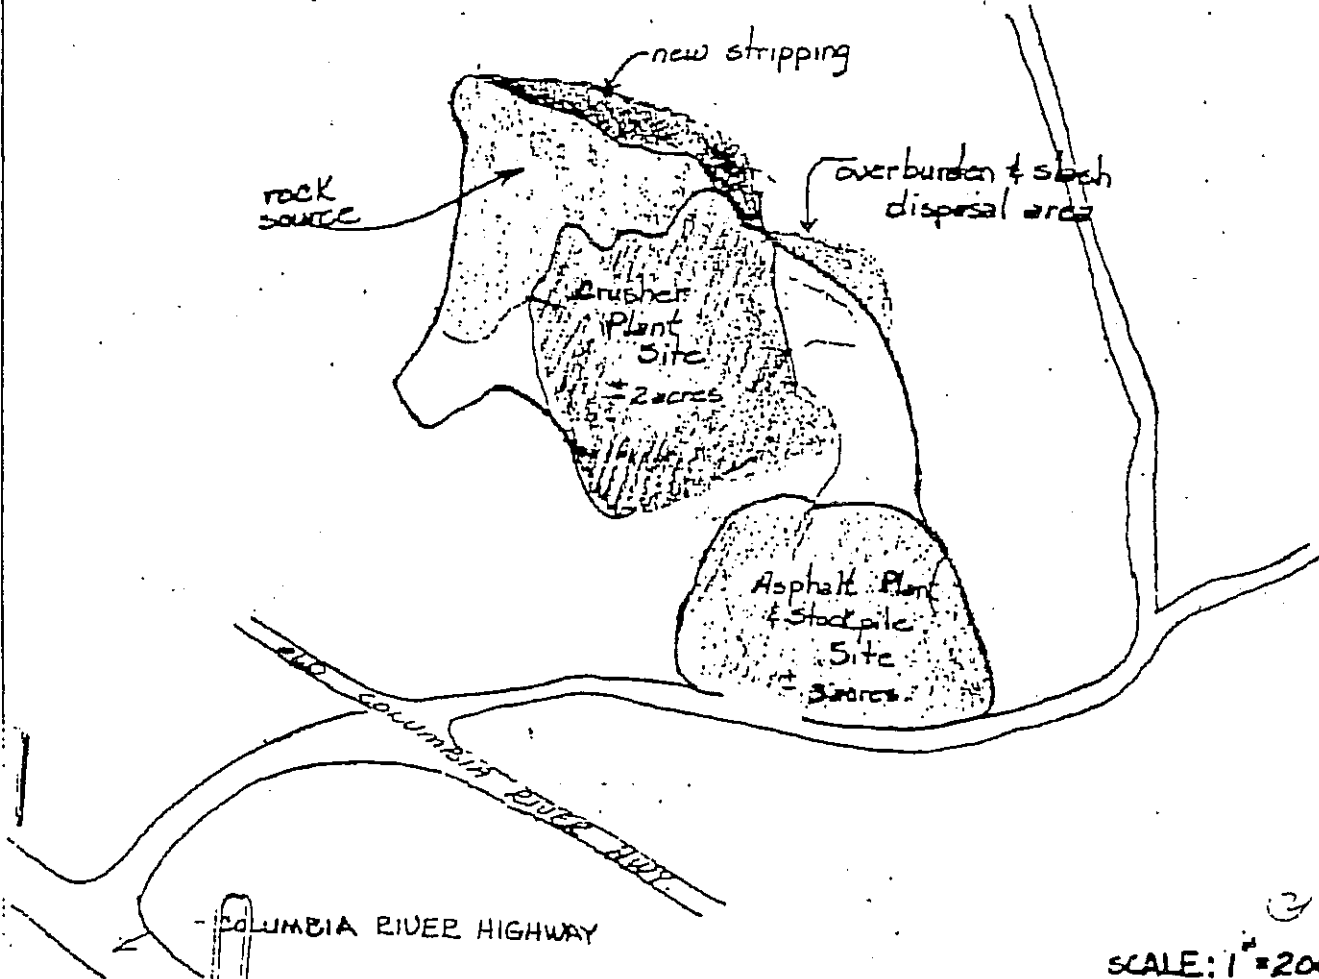 new stripping
overburden & slash
disposal area
rock
source
Crusher
Plant
Site
± 2 acres
Asphalt Plant
& Stockpile
Site
± 3 acres
OLD COLUMBIA RIVER HWY.
COLUMBIA RIVER HIGHWAY
SCALE: 1"=20